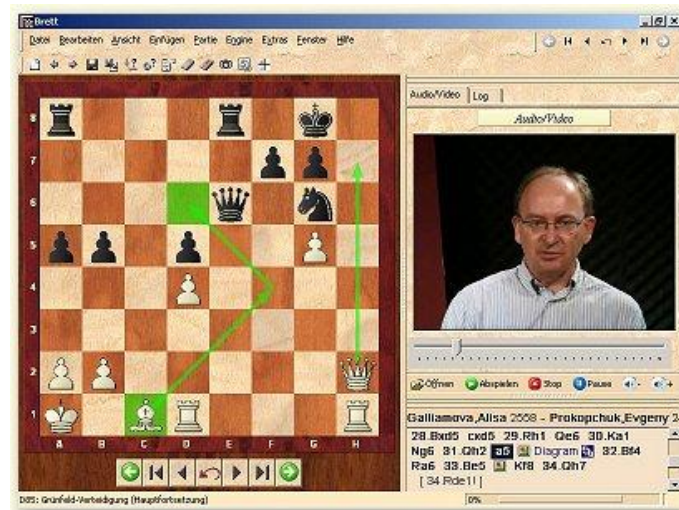 Brett
Datei Bearbeiten Ansicht Einfügen Partie Engine Extras Fenster Hilfe
Audio/Video Log
Audio/Video
8
7
6
5
4
3
2
1
A B C D E F G H
Öffnen Abspielen Stop Pause
Galliamova,Alisa 2558 - Prokopchuk,Evgeny 2
28.Bxd5 cxd5 29.Rh1 Qe6 30.Ka1
Ng6 31.Qh2 a5 Diagram 32.Bf4
Ra6 33.Be5 Kf8 34.Qh7
[ 34.Rde1! ]
D85: Grünfeld-Verteidigung (Hauptfortsetzung)
0%